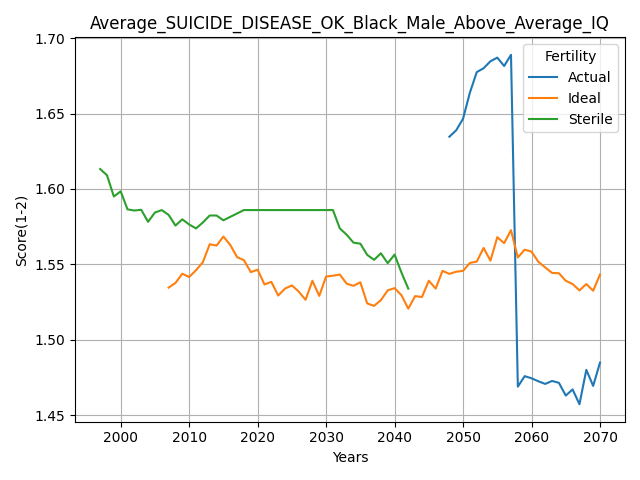 Average_SUICIDE_DISEASE_OK_Black_Male_Above_Average_IQ
Fertility
Actual
Ideal
Sterile
Score(1-2)
1.70
1.65
1.60
1.55
1.50
1.45
2000 2010 2020 2030 2040 2050 2060 2070
Years